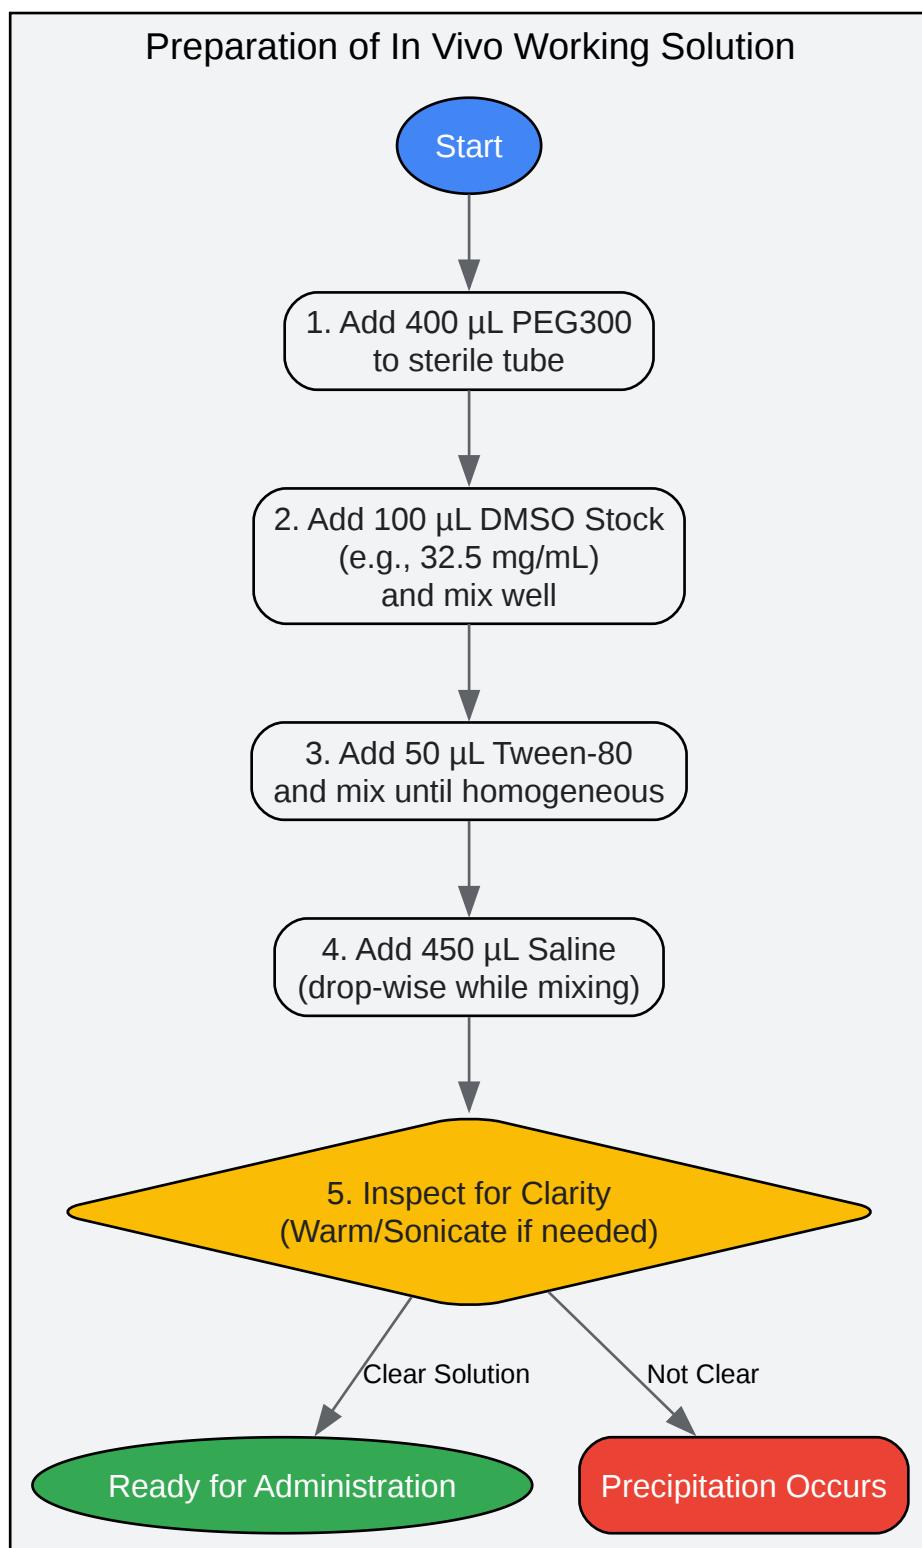 Preparation of In Vivo Working Solution
Start
1. Add 400 µL PEG300
to sterile tube
2. Add 100 µL DMSO Stock
(e.g., 32.5 mg/mL)
and mix well
3. Add 50 µL Tween-80
and mix until homogeneous
4. Add 450 µL Saline
(drop-wise while mixing)
5. Inspect for Clarity
(Warm/Sonicate if needed)
Clear Solution
Not Clear
Ready for Administration
Precipitation Occurs